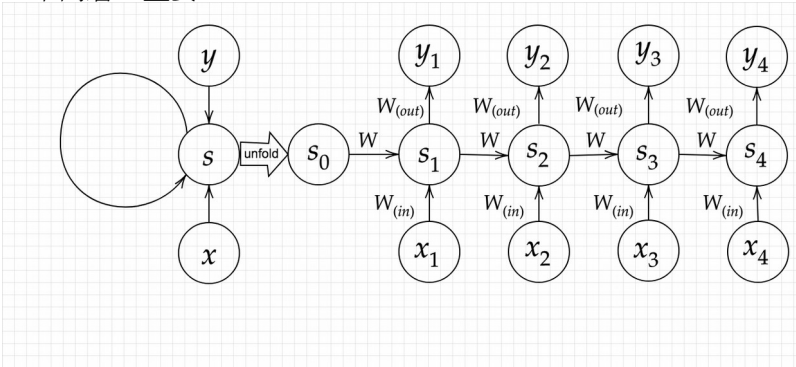 y y₁ y₂ y₃ y₄
W(out) W(out) W(out) W(out)
s unfold s₀ W s₁ W s₂ W s₃ W s₄
W(in) W(in) W(in) W(in)
x x₁ x₂ x₃ x₄